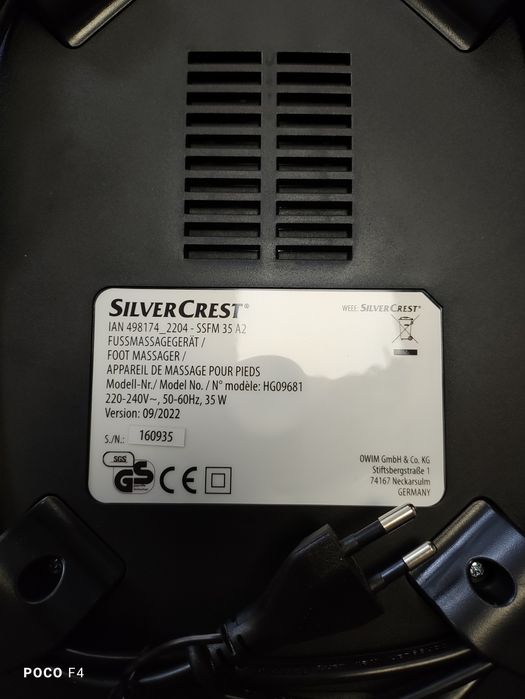 SILVERCREST®
WEEE: SILVERCREST®
IAN 498174_2204 - SSFM 35 A2
FUSSMASSAGEGERÄT /
FOOT MASSAGER /
APPAREIL DE MASSAGE POUR PIEDS
Modell-Nr./ Model No. / N° modèle: HG09681
220-240V~, 50-60Hz, 35 W
Version: 09/2022
S./N.: 160935
SGS
GS CE
OWIM GmbH & Co. KG
Stiftsbergstraße 1
74167 Neckarsulm
GERMANY
POCO F4